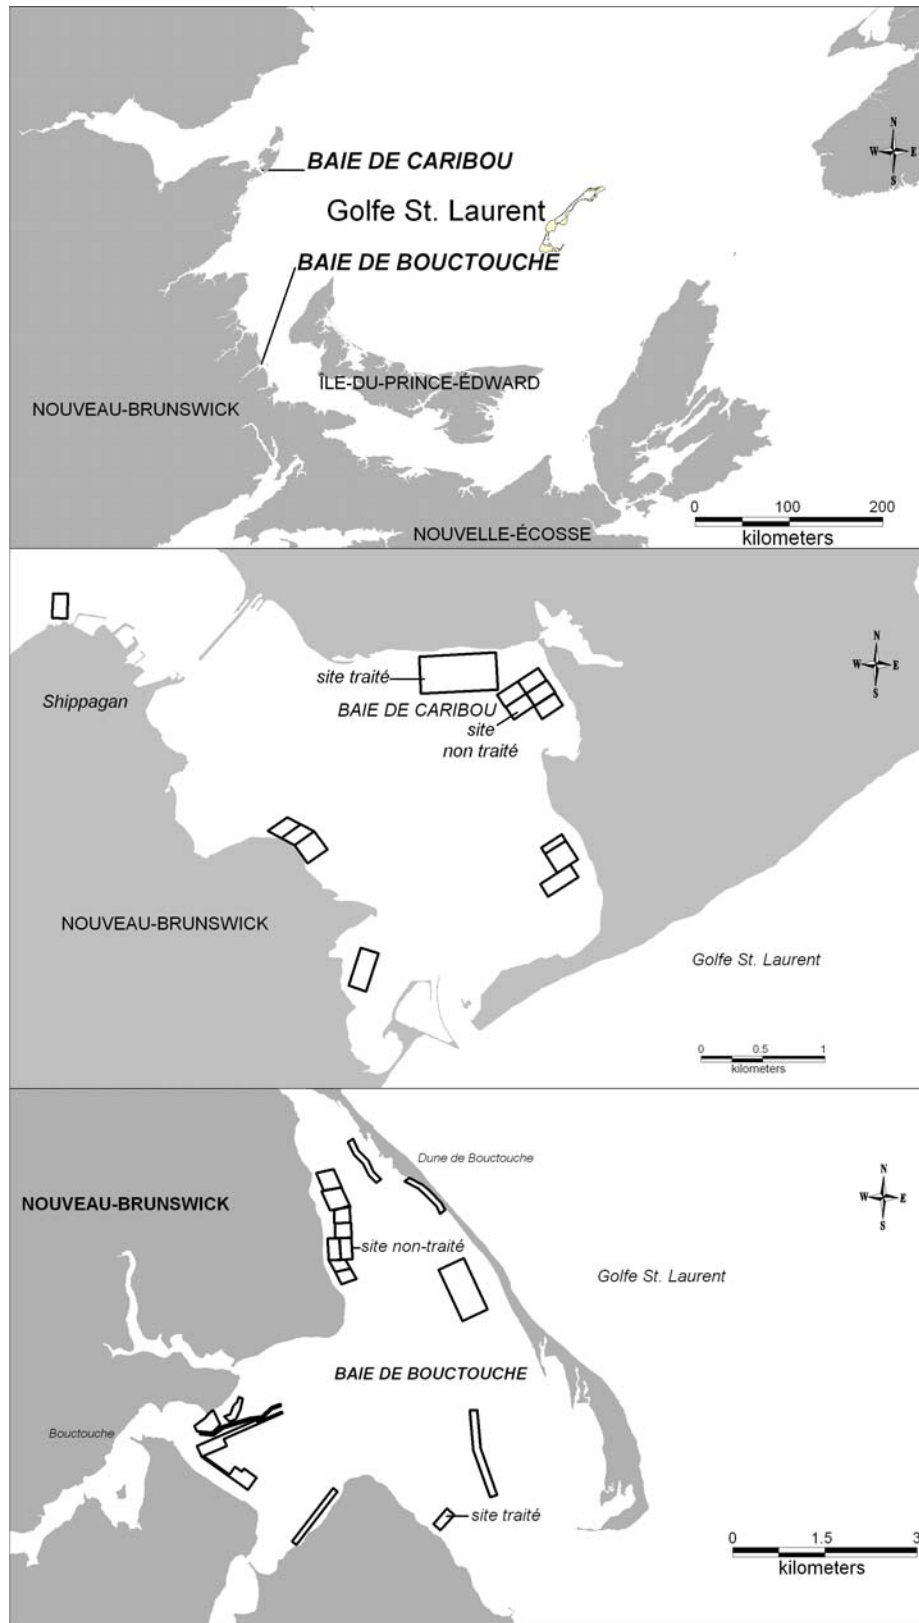 BAIE DE CARIBOU
Golfe St. Laurent
BAIE DE BOUCTOUCHE
ÎLE-DU-PRINCE-ÉDWARD
NOUVEAU-BRUNSWICK
NOUVELLE-ÉCOSSE
N
W E
S
0 100 200
kilometers
Shippagan
site traité
BAIE DE CARIBOU
site
non traité
N
W E
S
NOUVEAU-BRUNSWICK
Golfe St. Laurent
0 0.5 1
kilometers
Dune de Bouctouche
NOUVEAU-BRUNSWICK
N
W E
S
site non-traité
Golfe St. Laurent
BAIE DE BOUCTOUCHE
Bouctouche
site traité
0 1.5 3
kilometers